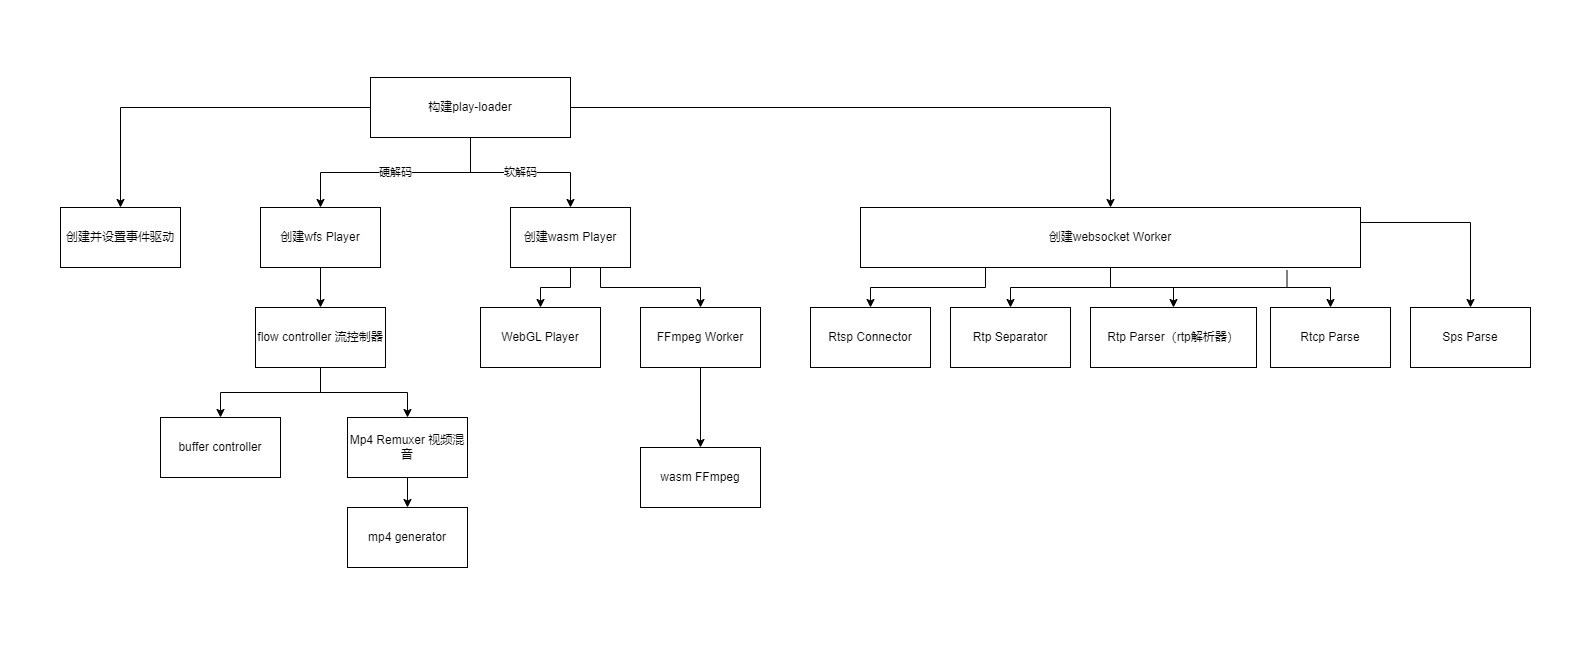 构建play-loader
硬解码
软解码
创建并设置事件驱动
创建wfs Player
创建wasm Player
创建websocket Worker
flow controller 流控制器
WebGL Player
FFmpeg Worker
Rtsp Connector
Rtp Separator
Rtp Parser（rtp解析器）
Rtcp Parse
Sps Parse
buffer controller
Mp4 Remuxer 视频混
音
wasm FFmpeg
mp4 generator